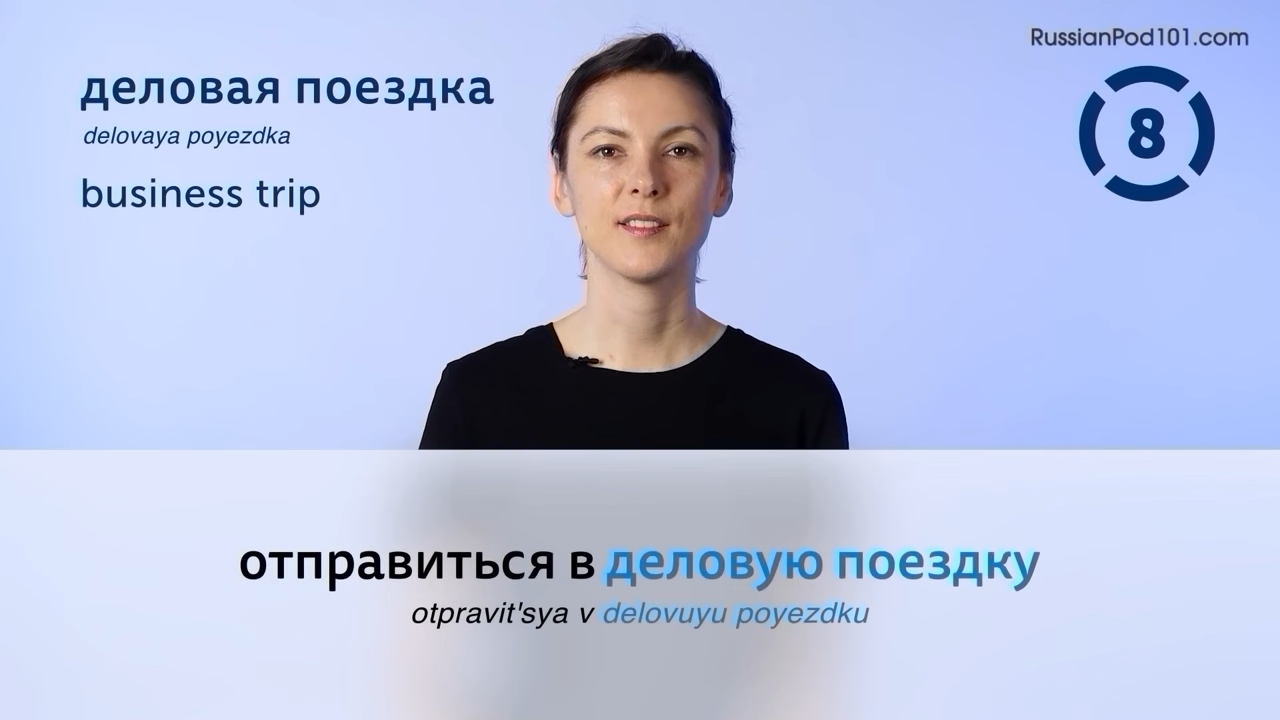 RussianPod101.com
деловая поездка
delovaya poyezdka
business trip
8
отправиться в деловую поездку
otpravit'sya v delovuyu poyezdku